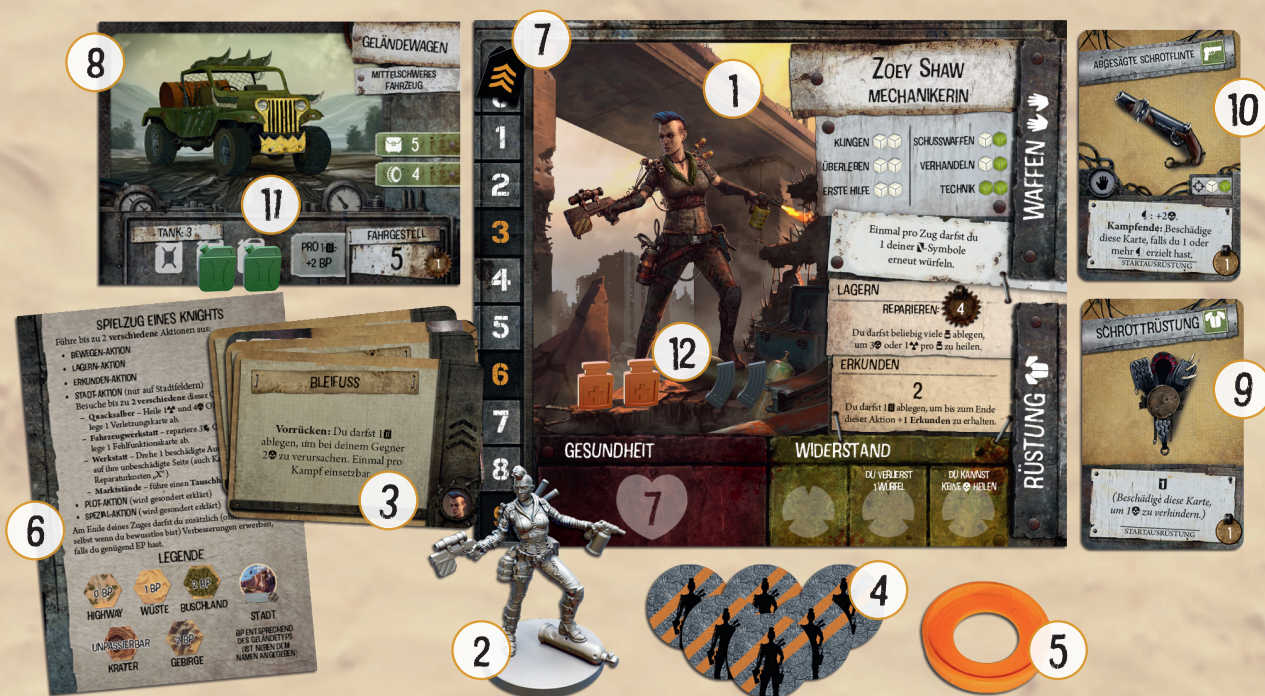 8
GELÄNDEWAGEN
MITTELSCHWERES
FAHRZEUG
5
4
11
TANK: 3
PRO 1
+2 BP
FAHRGESTELL
5
1
7
1
2
3
4
5
6
7
8
1
ZOEY SHAW
MECHANIKERIN
KLINGEN
SCHUSSWAFFEN
ÜBERLEBEN
VERHANDELN
ERSTE HILFE
TECHNIK
Einmal pro Zug darfst du
1 deiner -Symbole
erneut würfeln.
LAGERN
REPARIEREN: 4
Du darfst beliebig viele ablegen,
um 3 oder 1 pro zu heilen.
ERKUNDEN
2
Du darfst 1 ablegen, um bis zum Ende
dieser Aktion +1 Erkunden zu erhalten.
WAFFEN
RÜSTUNG
12
GESUNDHEIT
7
WIDERSTAND
DU VERLIERST
1 WÜRFEL
DU KANNST
KEINE HEILEN
10
ABGESÄGTE SCHROTFLINTE
: +2.
Kampfende: Beschädige
diese Karte, falls du 1 oder
mehr erzielt hast.
STARTAUSRÜSTUNG
1
9
SCHROTTRÜSTUNG
1
(Beschädige diese Karte,
um 1 zu verhindern.)
STARTAUSRÜSTUNG
1
6
SPIELZUG EINES KNIGHTS
Führe bis zu 2 verschiedene Aktionen aus:
• BEWEGEN-AKTION
• LAGERN-AKTION
• ERKUNDEN-AKTION
• STADT-AKTION (nur auf Stadtfeldern)
Besuche bis zu 2 verschiedene dieser
– Quacksalber – Heile 1 und 4
lege 1 Verletzungskarte ab.
– Fahrzeugwerkstatt – repariere 3
lege 1 Fehlfunktionskarte ab.
– Werkstatt – Drehe 1 beschädigte
auf ihre unbeschädigte Seite (auch
Reparaturkosten „X“)
– Marktstände – führe einen
• PLOT-AKTION (wird gesondert erklärt)
• SPEZIAL-AKTION (wird gesondert erklärt)
Am Ende deines Zuges darfst du zusätzlich
selbst wenn du bewusstlos bist) Verbesserungen erwerben,
falls du genügend EP hast.
LEGENDE
0 BP
1 BP
2 BP
HIGHWAY
WÜSTE
BUSCHLAND
STADT
UNPASSIERBAR
KRATER
GEBIRGE
BP ENTSPRECHEND
DES GELÄNDETYPS
(IST NEBEN DEM
NAMEN ANGEGEBEN)
3
BLEIFUSS
Vorrücken: Du darfst 1
ablegen, um bei deinem Gegner
2 zu verursachen. Einmal pro
Kampf einsetzbar.
2
4
5